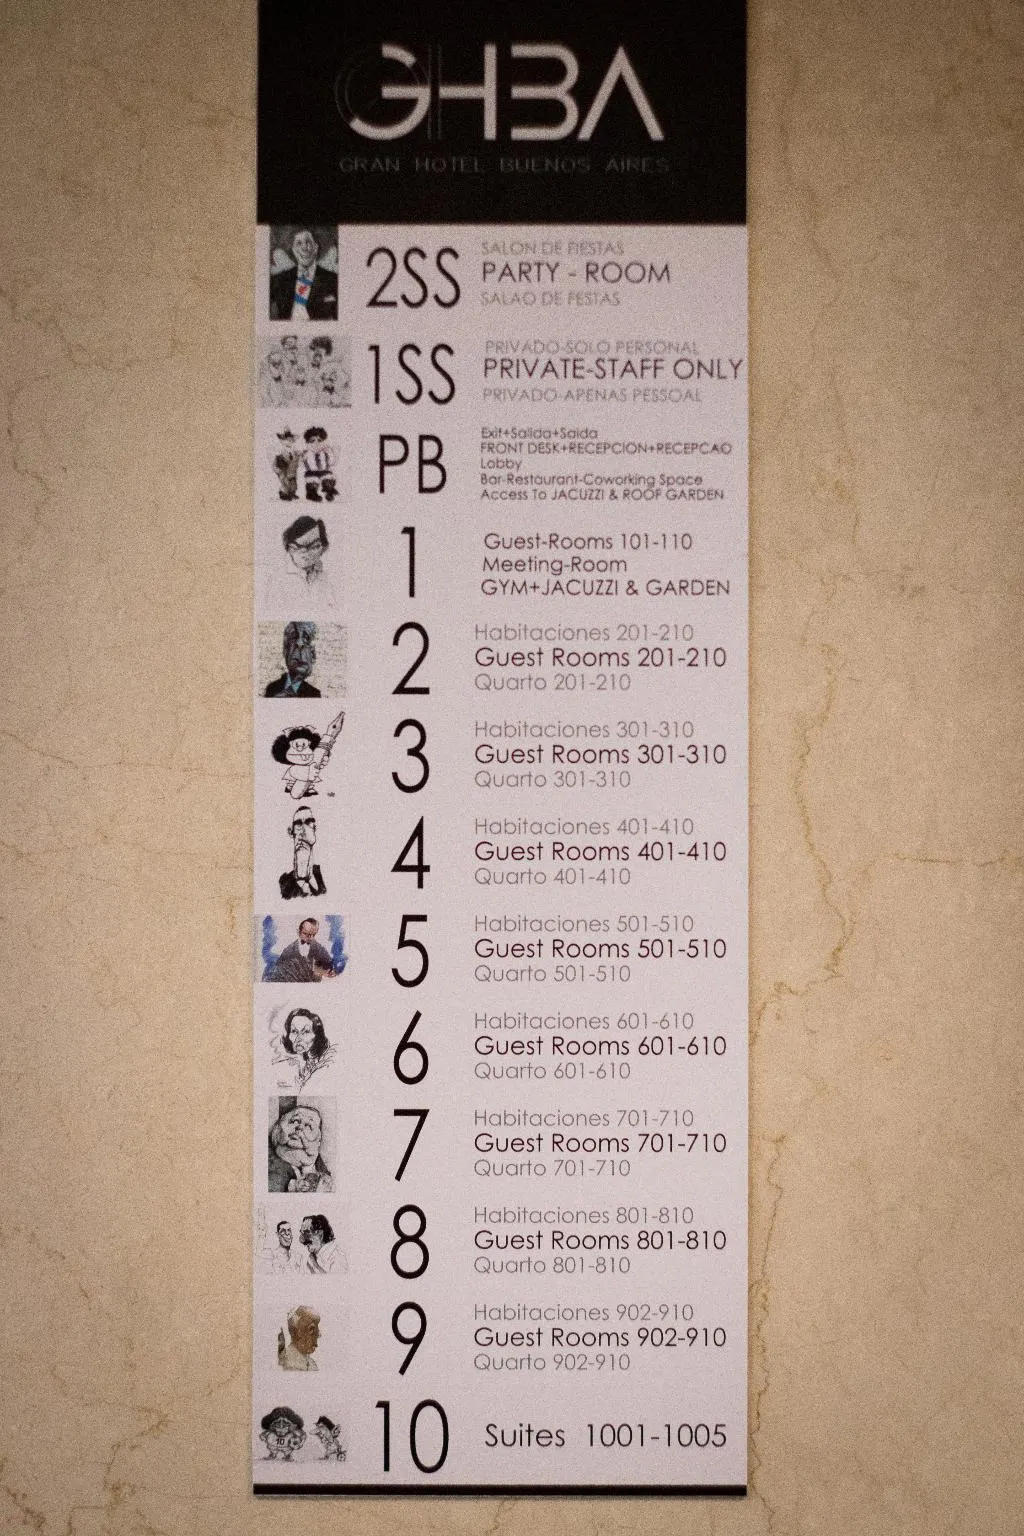 GHBA
GRAN HOTEL BUENOS AIRES
2SS
SALON DE FIESTAS
PARTY - ROOM
SALAO DE FESTAS
1SS
PRIVADO-SOLO PERSONAL
PRIVATE-STAFF ONLY
PRIVADO-APENAS PESSOAL
PB
Exit+Salida+Saida
FRONT DESK+RECEPCION+RECEPCAO
Lobby
Bar-Restaurant-Coworking Space
Access To JACUZZI & ROOF GARDEN
1
Guest-Rooms 101-110
Meeting-Room
GYM+JACUZZI & GARDEN
2
Habitaciones 201-210
Guest Rooms 201-210
Quarto 201-210
3
Habitaciones 301-310
Guest Rooms 301-310
Quarto 301-310
4
Habitaciones 401-410
Guest Rooms 401-410
Quarto 401-410
5
Habitaciones 501-510
Guest Rooms 501-510
Quarto 501-510
6
Habitaciones 601-610
Guest Rooms 601-610
Quarto 601-610
7
Habitaciones 701-710
Guest Rooms 701-710
Quarto 701-710
8
Habitaciones 801-810
Guest Rooms 801-810
Quarto 801-810
9
Habitaciones 902-910
Guest Rooms 902-910
Quarto 902-910
10
Suites 1001-1005